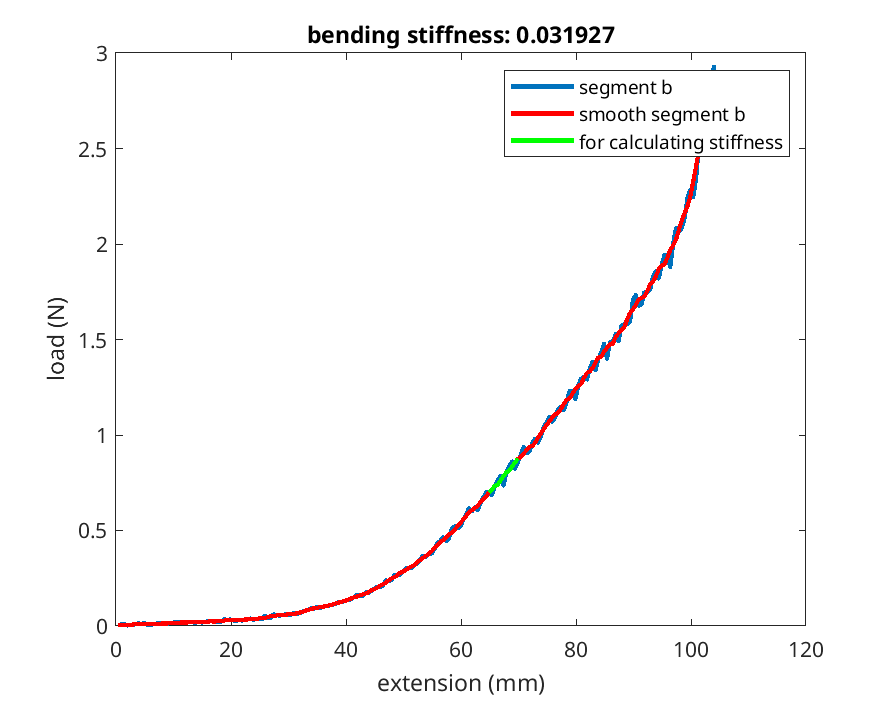 bending stiffness: 0.031927
3
segment b
smooth segment b
for calculating stiffness
2.5
2
load (N)
1.5
1
0.5
0
0 20 40 60 80 100 120
extension (mm)